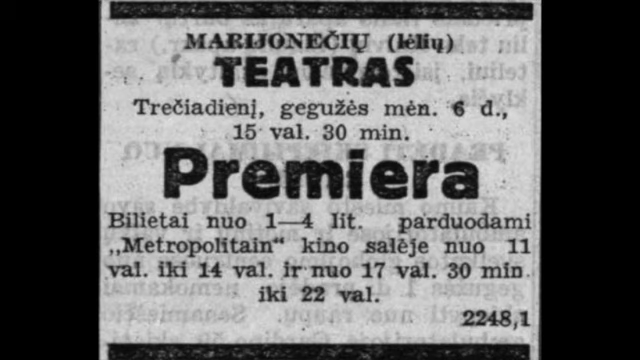 MARIJONEČIŲ (lėlių)
TEATRAS
Trečiadienį, gegužės mėn. 6 d.,
15 val. 30 min.
Premiera
Bilietai nuo 1—4 lit. parduodami
„Metropolitain“ kino salėje nuo 11
val. iki 14 val. ir nuo 17 val. 30 min.
iki 22 val.
2248,1